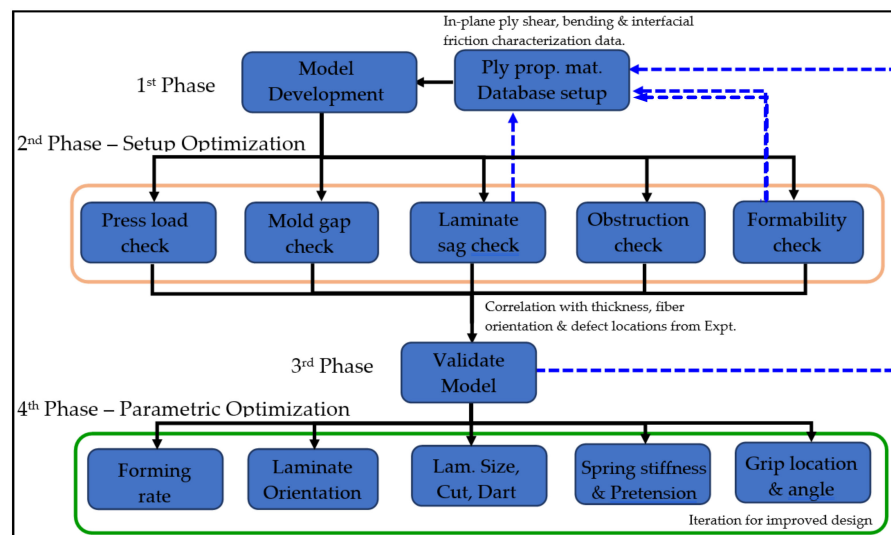 In-plane ply shear, bending & interfacial
friction characterization data.
1st Phase
Model
Development
Ply prop. mat.
Database setup
2nd Phase – Setup Optimization
Press load
check
Mold gap
check
Laminate
sag check
Obstruction
check
Formability
check
Correlation with thickness, fiber
orientation & defect locations from Expt.
3rd Phase
Validate
Model
4th Phase – Parametric Optimization
Forming
rate
Laminate
Orientation
Lam. Size,
Cut, Dart
Spring stiffness
& Pretension
Grip location
& angle
Iteration for improved design